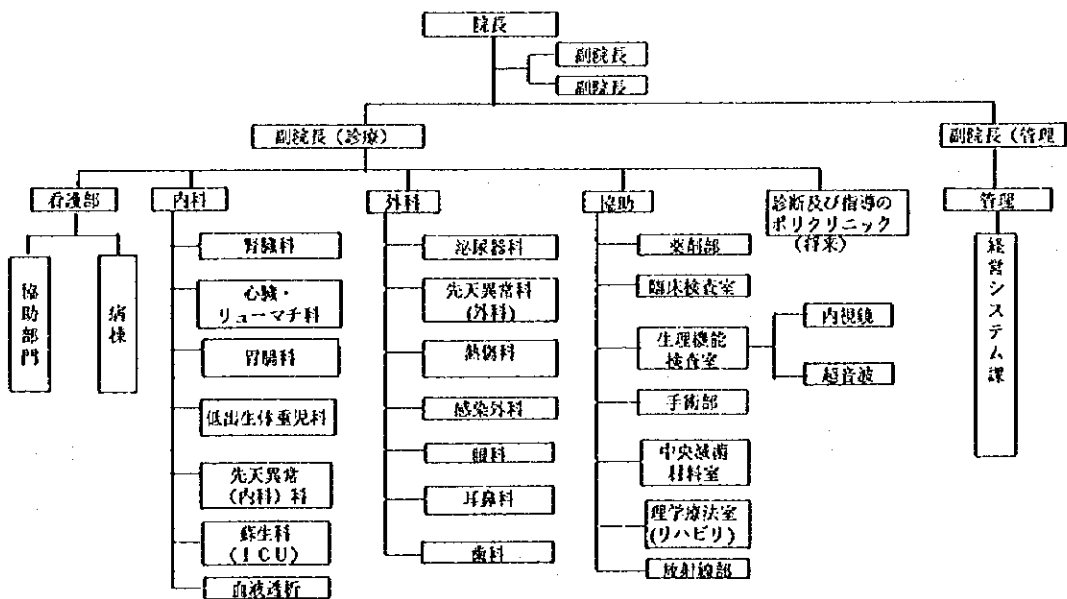 院長
副院長
副院長
副院長(診療)
副院長(管理
看護部
内科
外科
協助
診断及び指導の
ポリクリニック
(将来)
管理
協助部門
病棟
腎臓科
心臓・
リューマチ科
胃腸科
低出生体重児科
先天異常
(内科)科
蘇生科
(ICU)
血液透析
泌尿器科
先天異常科
(外科)
熱傷科
感染外科
眼科
耳鼻科
歯科
薬剤部
臨床検査室
生理機能
検査室
内視鏡
超音波
手術部
中央滅菌
材料室
理学療法室
(リハビリ)
放射線部
経営システム課